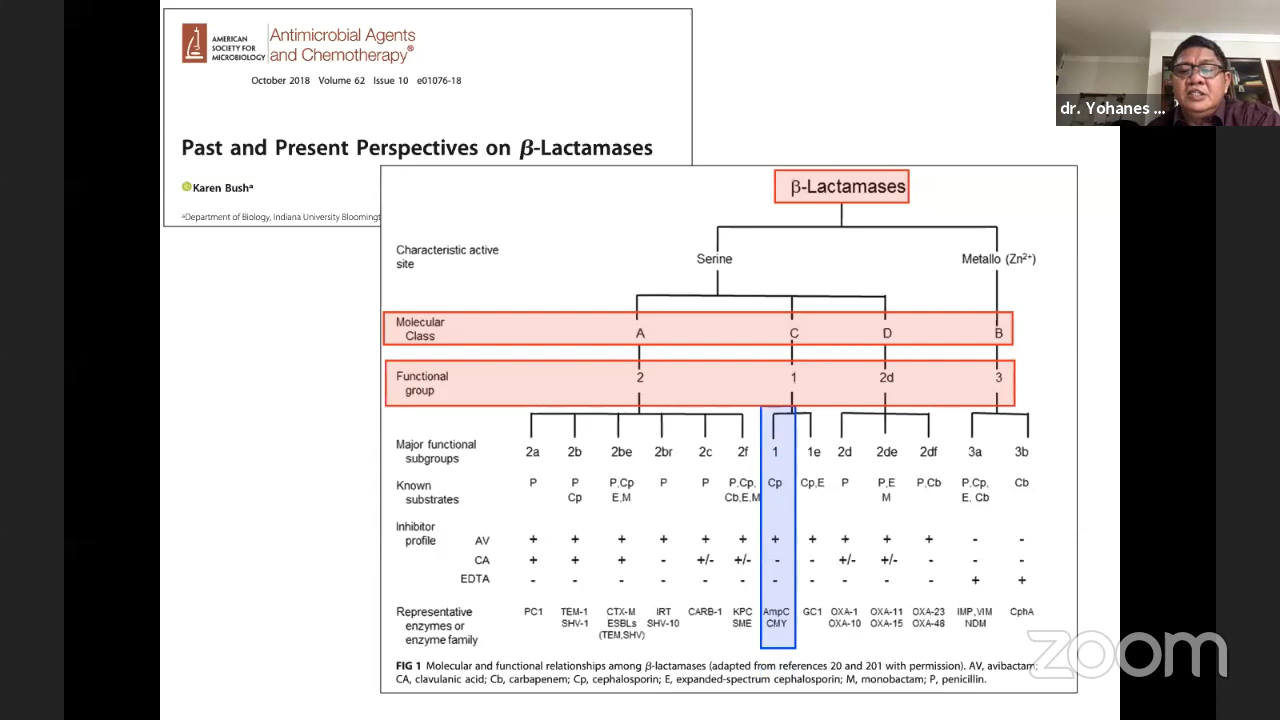 AMERICAN
SOCIETY FOR
MICROBIOLOGY
Antimicrobial Agents
and Chemotherapy®
October 2018 Volume 62 Issue 10 e01076-18
Past and Present Perspectives on β-Lactamases
Karen Bushᵃ
ᵃDepartment of Biology, Indiana University
dr. Yohanes ...
β-Lactamases
Characteristic active
site
Serine
Metallo (Zn²⁺)
Molecular
Class
A C D B
Functional
group
2 1 2d 3
Major functional
subgroups
2a 2b 2be 2br 2c 2f 1 1e 2d 2de 2df 3a 3b
Known
substrates
P P P,Cp P P P,Cp, Cp Cp,E P P,E P,Cb P,Cp, Cb
Cp E,M Cb,E,M M E, Cb
Inhibitor
profile
AV + + + + + + + + + + + - -
CA + + + - +/- +/- - - +/- +/- - - -
EDTA - - - - - - - - - - - + +
Representative
enzymes or
enzyme family
PC1 TEM-1 CTX-M IRT CARB-1 KPC AmpC GC1 OXA-1 OXA-11 OXA-23 IMP,VIM CphA
SHV-1 ESBLs SHV-10 SME CMY OXA-10 OXA-15 OXA-48 NDM
(TEM,SHV)
FIG 1 Molecular and functional relationships among β-lactamases (adapted from references 20 and 201 with permission). AV, avibactam;
CA, clavulanic acid; Cb, carbapenem; Cp, cephalosporin; E, expanded-spectrum cephalosporin; M, monobactam; P, penicillin.
zoom